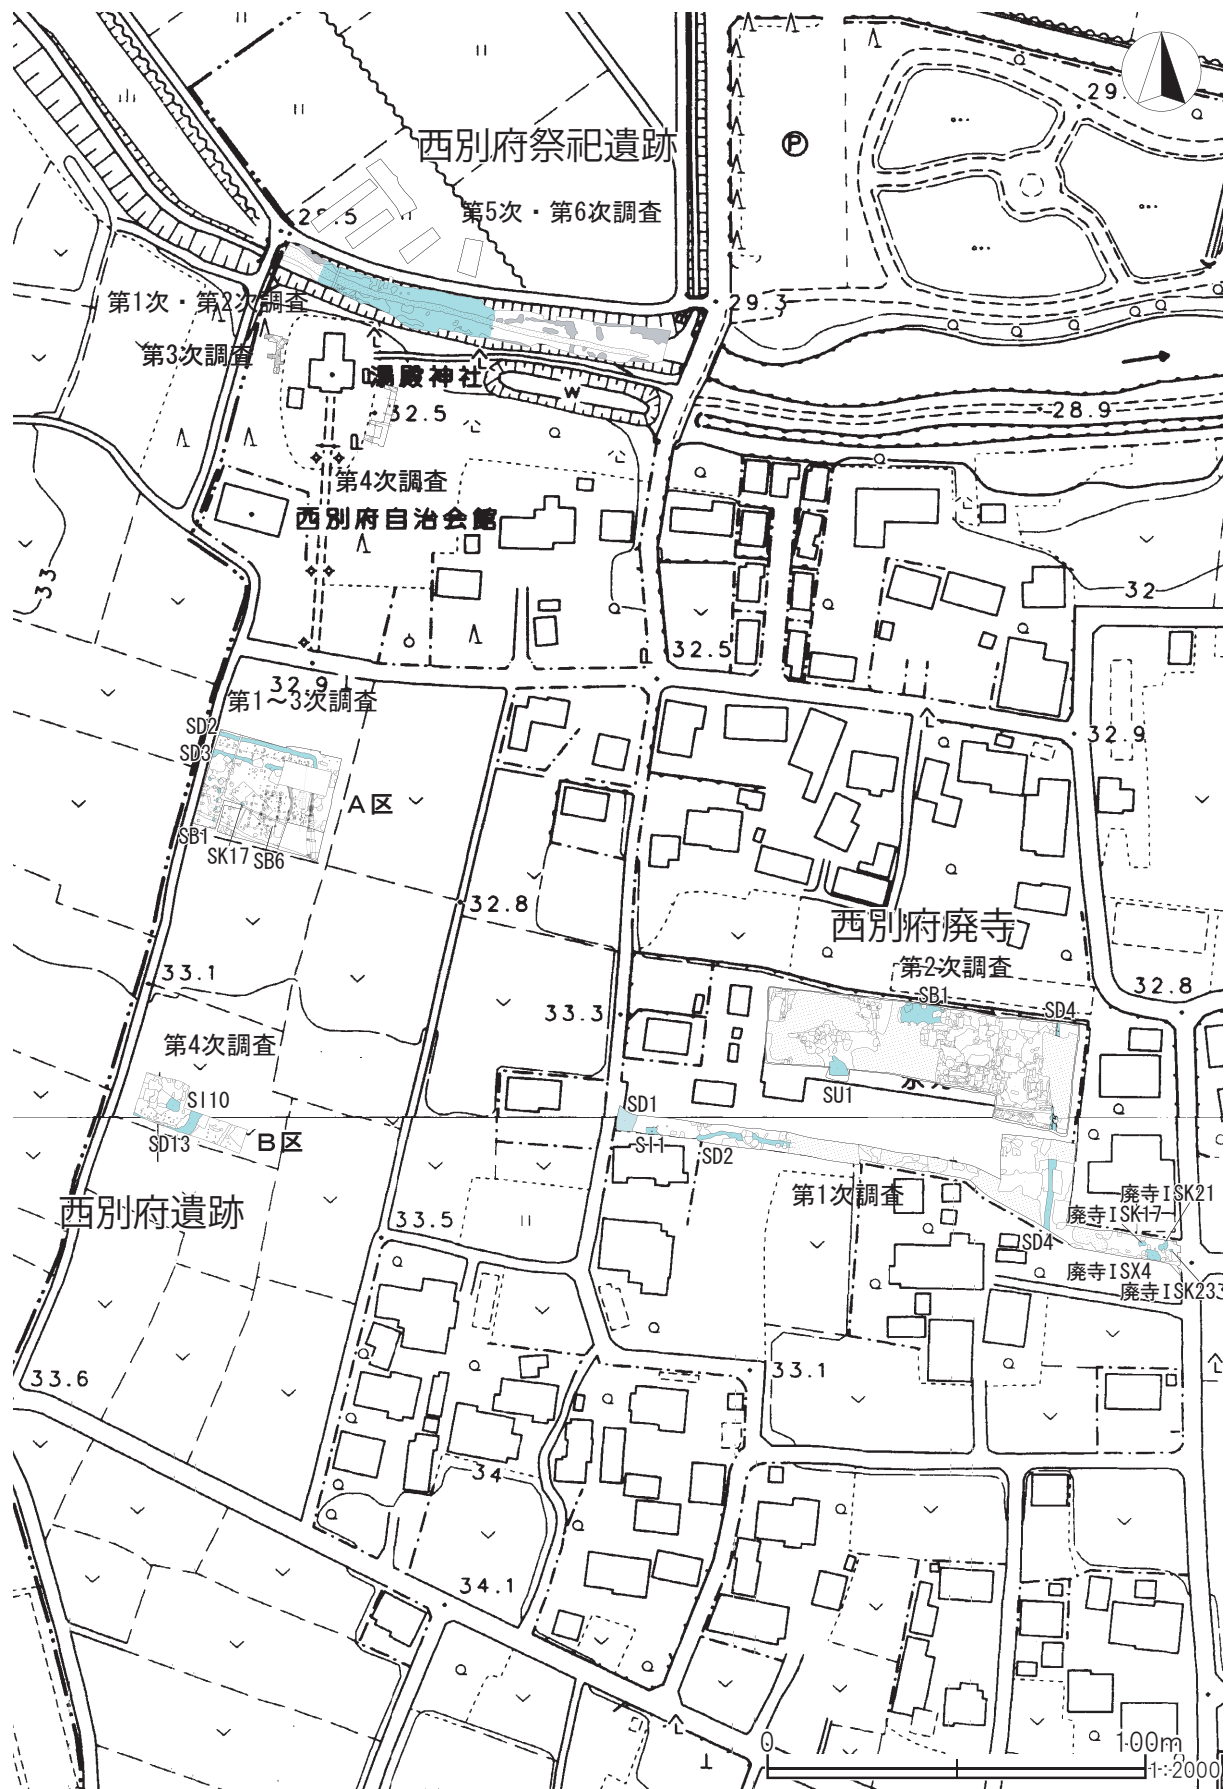 29.
Ⓟ
西別府祭祀遺跡
29.5
第5次・第6次調査
第1次・第2次調査
29.3
第3次調査
湯殿神社
W
32.5
28.9
第4次調査
西別府自治会館
33
32
32.5
32.9
第1～3次調査
SD2
SD3
32.9
A区
SB1
SK17
SB6
32.8
西別府廃寺
第2次調査
33.1
32.8
SB1
33.3
SD4
第4次調査
SU1
SI10
SD1
SD13
B区
SI1
SD2
西別府遺跡
第1次調査
廃寺ISK21
廃寺ISK17
33.5
SD4
廃寺ISX4
廃寺ISK233
33.6
33.1
34
34.1
0
100m
1:2000